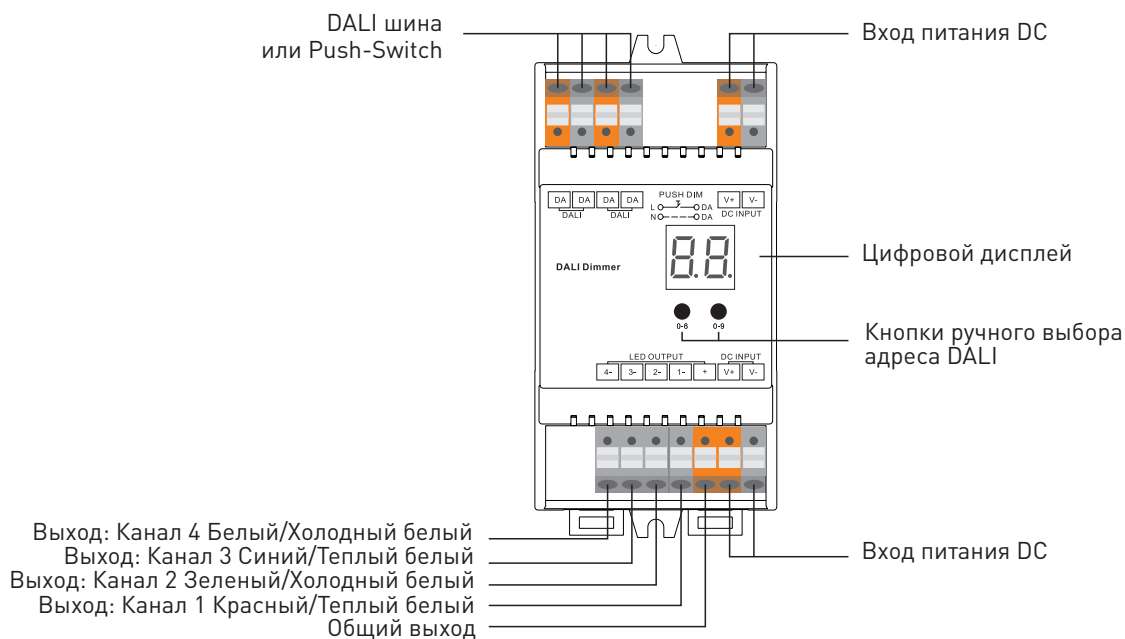 DALI шина
или Push-Switch
Вход питания DC
DA DA DA DA
DALI DALI
PUSH DIM
L DA
N DA
V+ V-
DC INPUT
88
DALI Dimmer
Цифровой дисплей
0-6 0-9
Кнопки ручного выбора
адреса DALI
LED OUTPUT DC INPUT
4- 3- 2- 1- + V+ V-
Выход: Канал 4 Белый/Холодный белый
Выход: Канал 3 Синий/Теплый белый
Выход: Канал 2 Зеленый/Холодный белый
Выход: Канал 1 Красный/Теплый белый
Общий выход
Вход питания DC